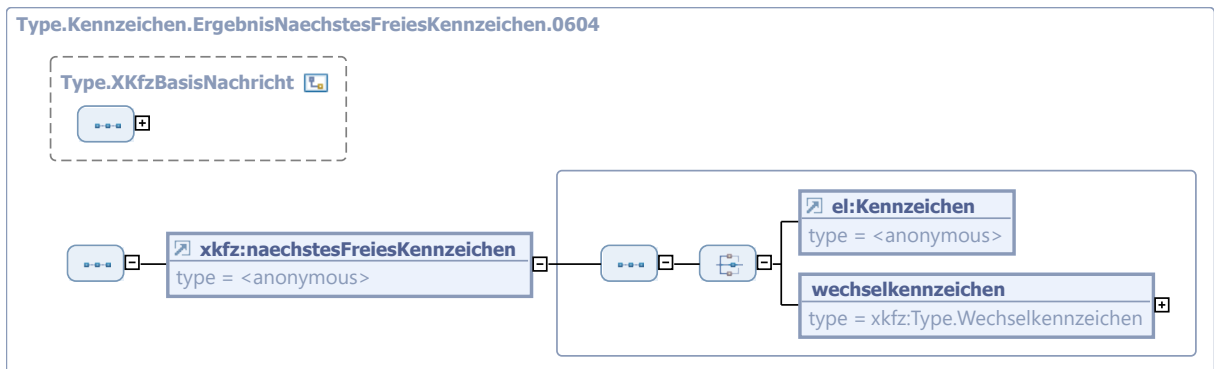 Type.Kennzeichen.ErgebnisNaechstesFreiesKennzeichen.0604
Type.XKfzBasisNachricht
xkfz:naechstesFreiesKennzeichen
type = <anonymous>
el:Kennzeichen
type = <anonymous>
wechselkennzeichen
type = xkfz:Type.Wechselkennzeichen